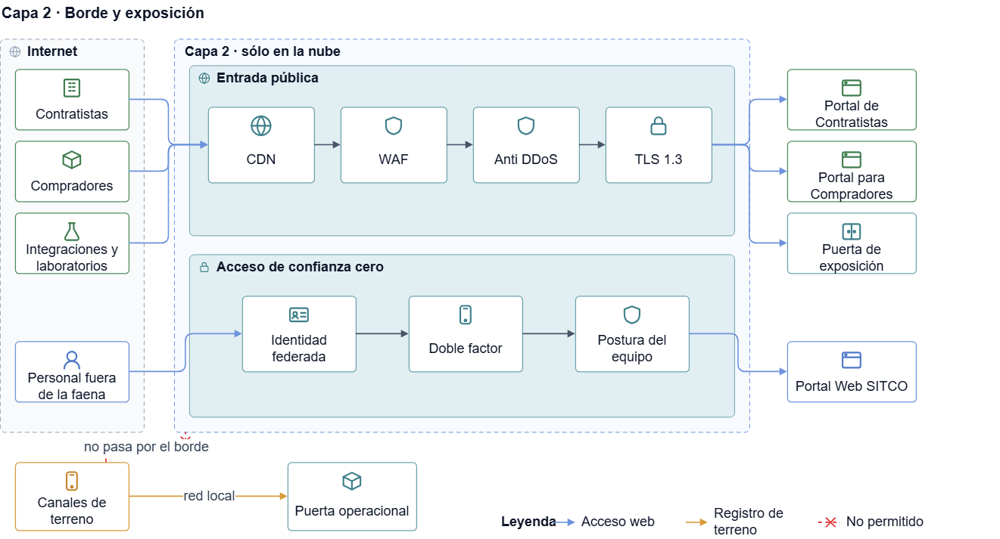 Capa 2 · Borde y exposición
Internet
Capa 2 · sólo en la nube
Entrada pública
Contratistas
Compradores
Integraciones y
laboratorios
CDN
WAF
Anti DDoS
TLS 1.3
Portal de
Contratistas
Portal para
Compradores
Puerta de
exposición
Acceso de confianza cero
Personal fuera
de la faena
Identidad
federada
Doble factor
Postura del
equipo
Portal Web SITCO
no pasa por el borde
Canales de
terreno
red local
Puerta operacional
Leyenda
Acceso web
Registro de
terreno
No permitido